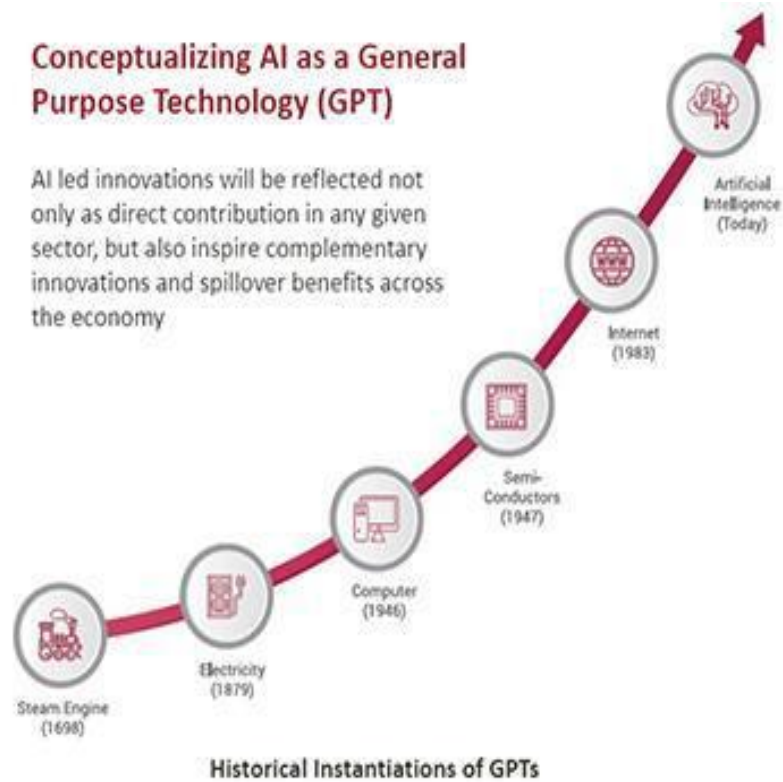 Conceptualizing AI as a General
Purpose Technology (GPT)
AI led innovations will be reflected not
only as direct contribution in any given
sector, but also inspire complementary
innovations and spillover benefits across
the economy
Artificial
Intelligence
(Today)
WWW
Internet
(1983)
Semi-
Conductors
(1947)
Computer
(1946)
Electricity
(1879)
Steam Engine
(1698)
Historical Instantiations of GPTs